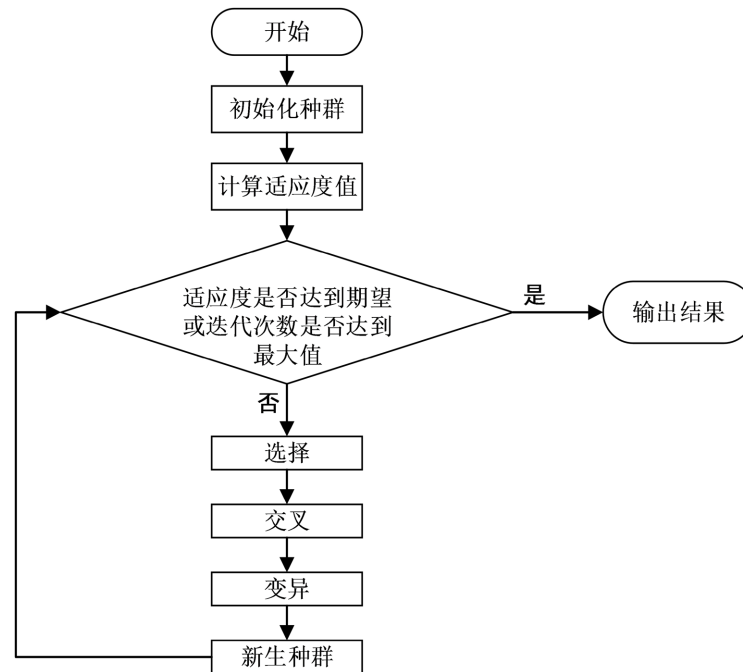 开始
初始化种群
计算适应度值
适应度是否达到期望
或迭代次数是否达到
最大值
是
输出结果
否
选择
交叉
变异
新生种群